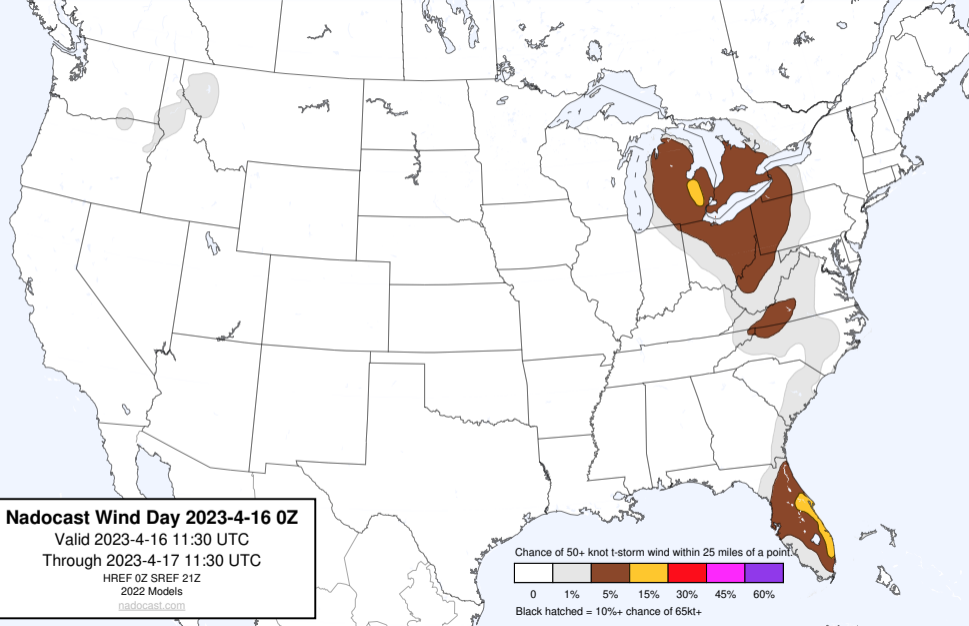 Nadocast Wind Day 2023-4-16 0Z
Valid 2023-4-16 11:30 UTC
Through 2023-4-17 11:30 UTC
HREF 0Z SREF 21Z
2022 Models
nadocast.com
Chance of 50+ knot t-storm wind within 25 miles of a point.
0 1% 5% 15% 30% 45% 60%
Black hatched = 10%+ chance of 65kt+